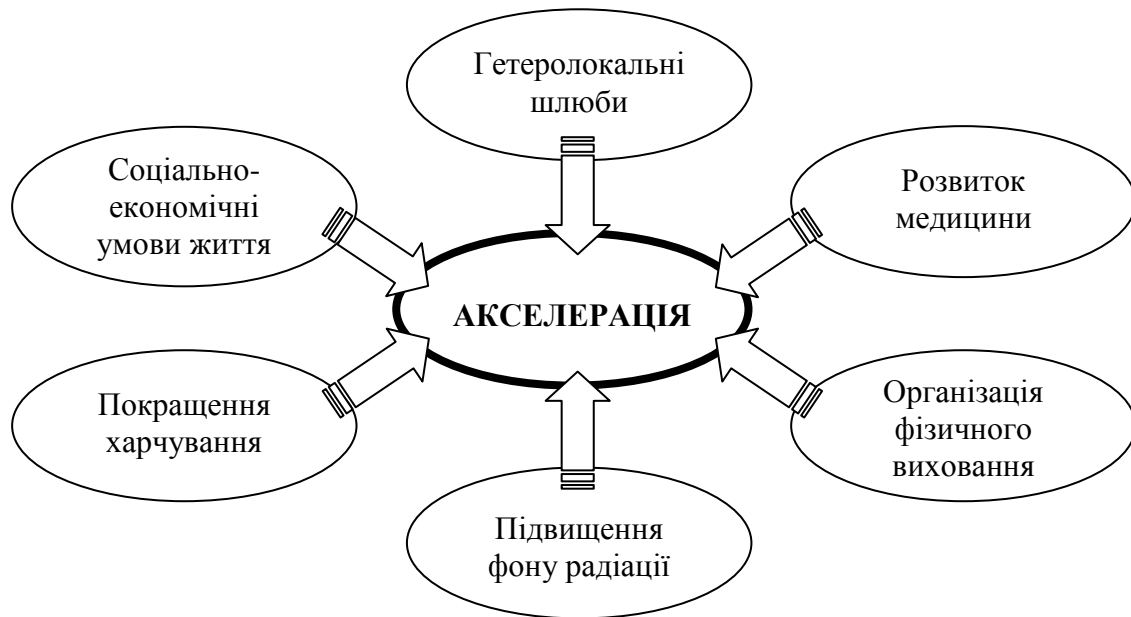 Гетеролокальні
шлюби
Соціально-
економічні
умови життя
Розвиток
медицини
АКСЕЛЕРАЦІЯ
Покращення
харчування
Організація
фізичного
виховання
Підвищення
фону радіації